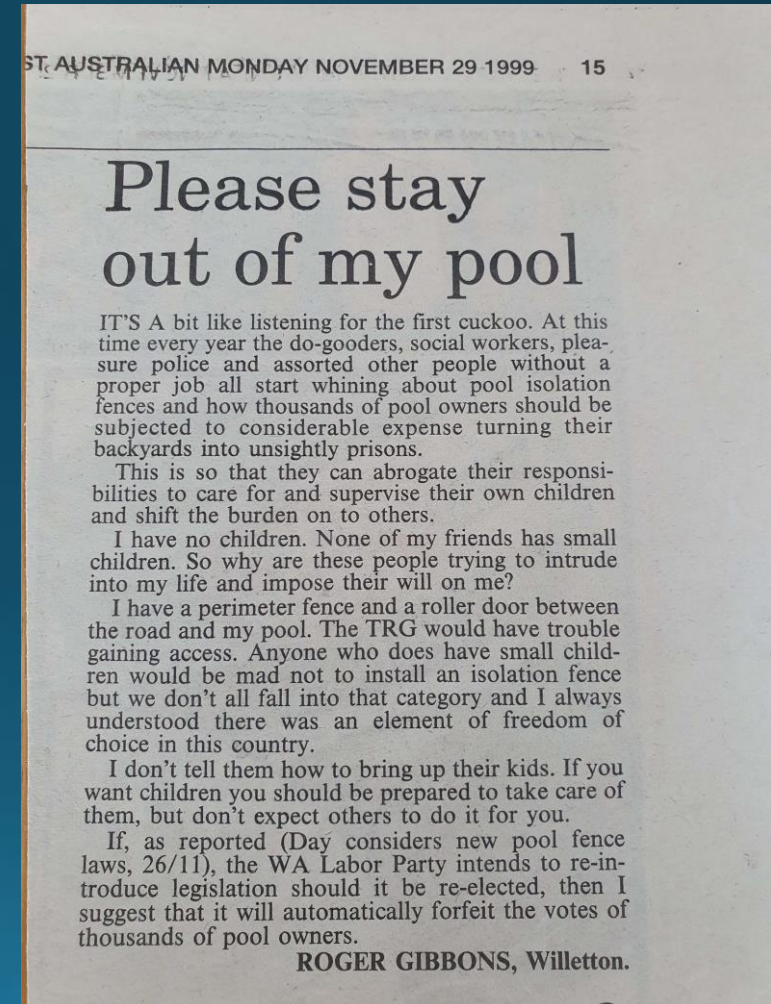 ST AUSTRALIAN MONDAY NOVEMBER 29 1999 15
Please stay
out of my pool
IT'S A bit like listening for the first cuckoo. At this
time every year the do-gooders, social workers, plea-
sure police and assorted other people without a
proper job all start whining about pool isolation
fences and how thousands of pool owners should be
subjected to considerable expense turning their
backyards into unsightly prisons.
This is so that they can abrogate their responsi-
bilities to care for and supervise their own children
and shift the burden on to others.
I have no children. None of my friends has small
children. So why are these people trying to intrude
into my life and impose their will on me?
I have a perimeter fence and a roller door between
the road and my pool. The TRG would have trouble
gaining access. Anyone who does have small child-
ren would be mad not to install an isolation fence
but we don't all fall into that category and I always
understood there was an element of freedom of
choice in this country.
I don't tell them how to bring up their kids. If you
want children you should be prepared to take care of
them, but don't expect others to do it for you.
If, as reported (Day considers new pool fence
laws, 26/11), the WA Labor Party intends to re-in-
troduce legislation should it be re-elected, then I
suggest that it will automatically forfeit the votes of
thousands of pool owners.
ROGER GIBBONS, Willetton.